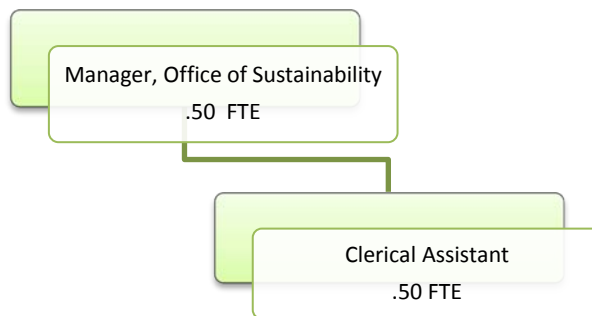 Manager, Office of Sustainability
.50 FTE
Clerical Assistant
.50 FTE